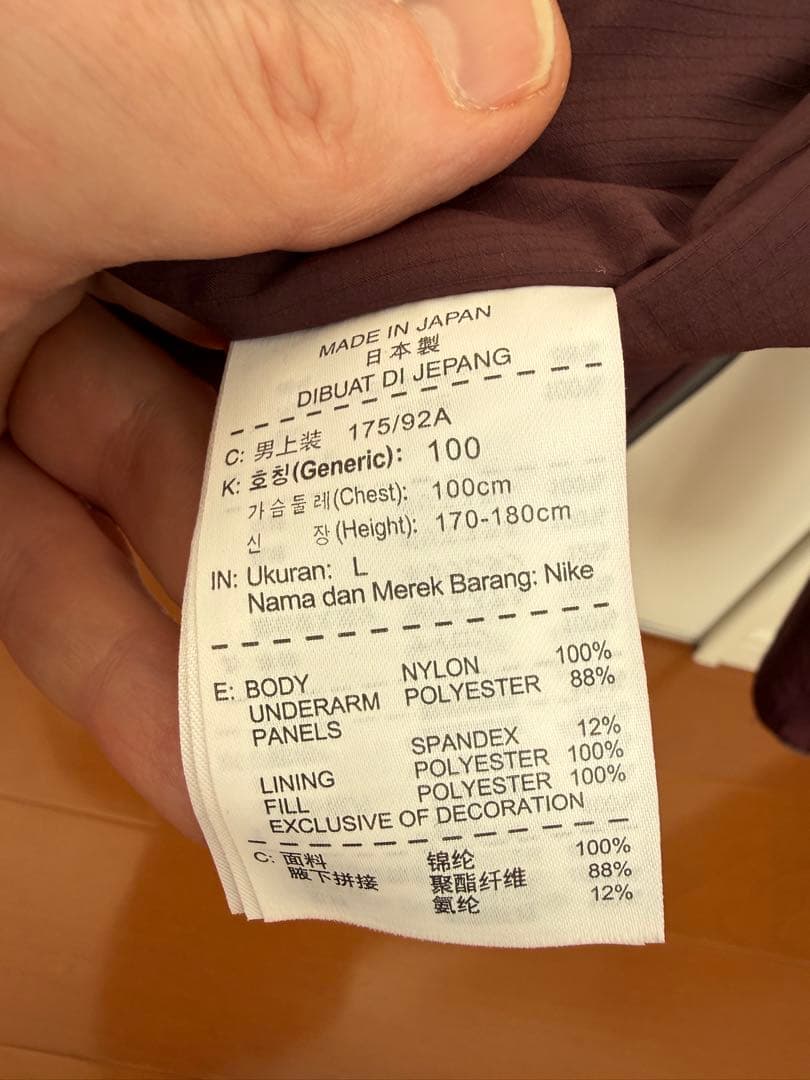 MADE IN JAPAN
日本製
DIBUAT DI JEPANG
C: 男上装 175/92A
K: 호칭(Generic): 100
가슴둘레(Chest): 100cm
신 장(Height): 170-180cm
IN: Ukuran: L
Nama dan Merek Barang: Nike
E: BODY NYLON 100%
UNDERARM POLYESTER 88%
PANELS
SPANDEX 12%
LINING POLYESTER 100%
FILL POLYESTER 100%
EXCLUSIVE OF DECORATION
C: 面料 锦纶 100%
腋下拼接 聚酯纤维 88%
氨纶 12%